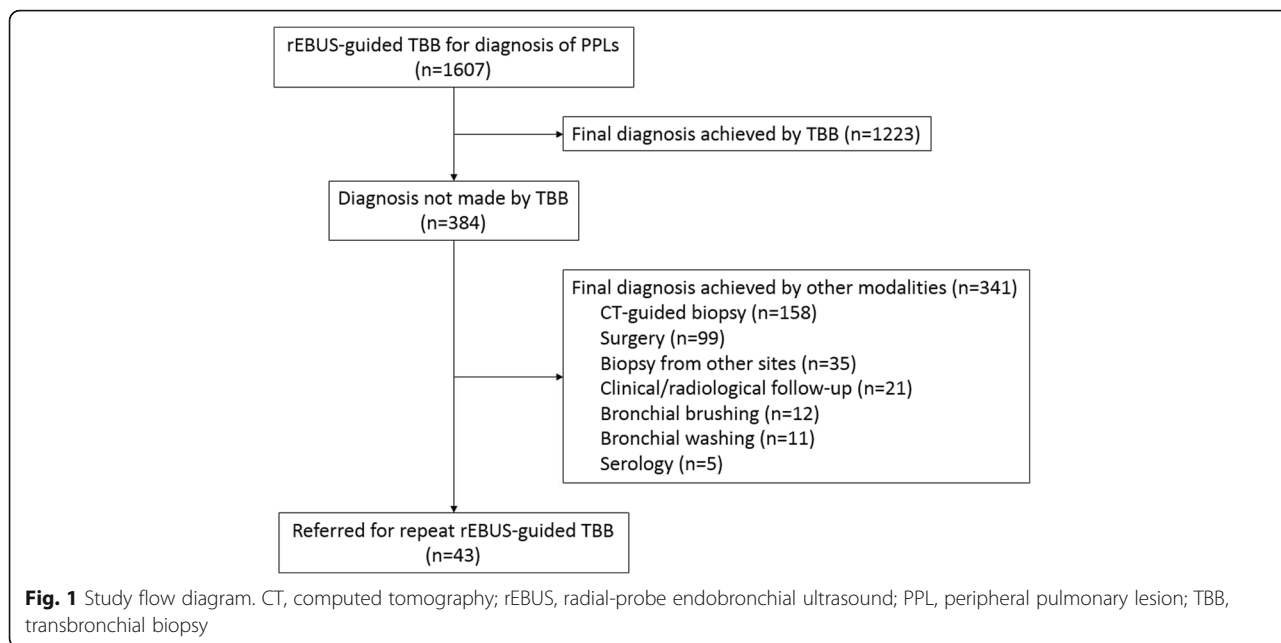 rEBUS-guided TBB for diagnosis of PPLs
(n=1607)
Final diagnosis achieved by TBB (n=1223)
Diagnosis not made by TBB
(n=384)
Final diagnosis achieved by other modalities (n=341)
CT-guided biopsy (n=158)
Surgery (n=99)
Biopsy from other sites (n=35)
Clinical/radiological follow-up (n=21)
Bronchial brushing (n=12)
Bronchial washing (n=11)
Serology (n=5)
Referred for repeat rEBUS-guided TBB
(n=43)
Fig. 1 Study flow diagram. CT, computed tomography; rEBUS, radial-probe endobronchial ultrasound; PPL, peripheral pulmonary lesion; TBB,
transbronchial biopsy